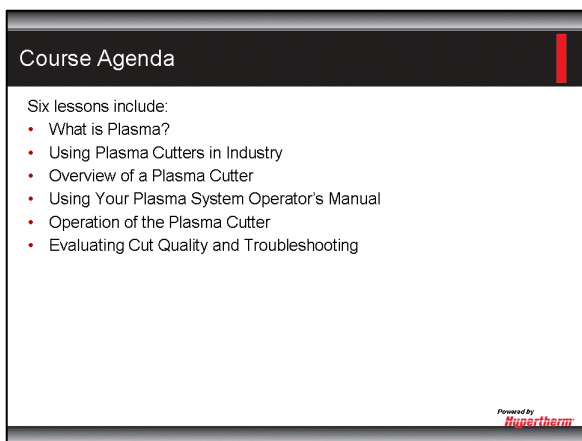 Course Agenda
Six lessons include:
• What is Plasma?
• Using Plasma Cutters in Industry
• Overview of a Plasma Cutter
• Using Your Plasma System Operator's Manual
• Operation of the Plasma Cutter
• Evaluating Cut Quality and Troubleshooting
Powered by
Hypertherm